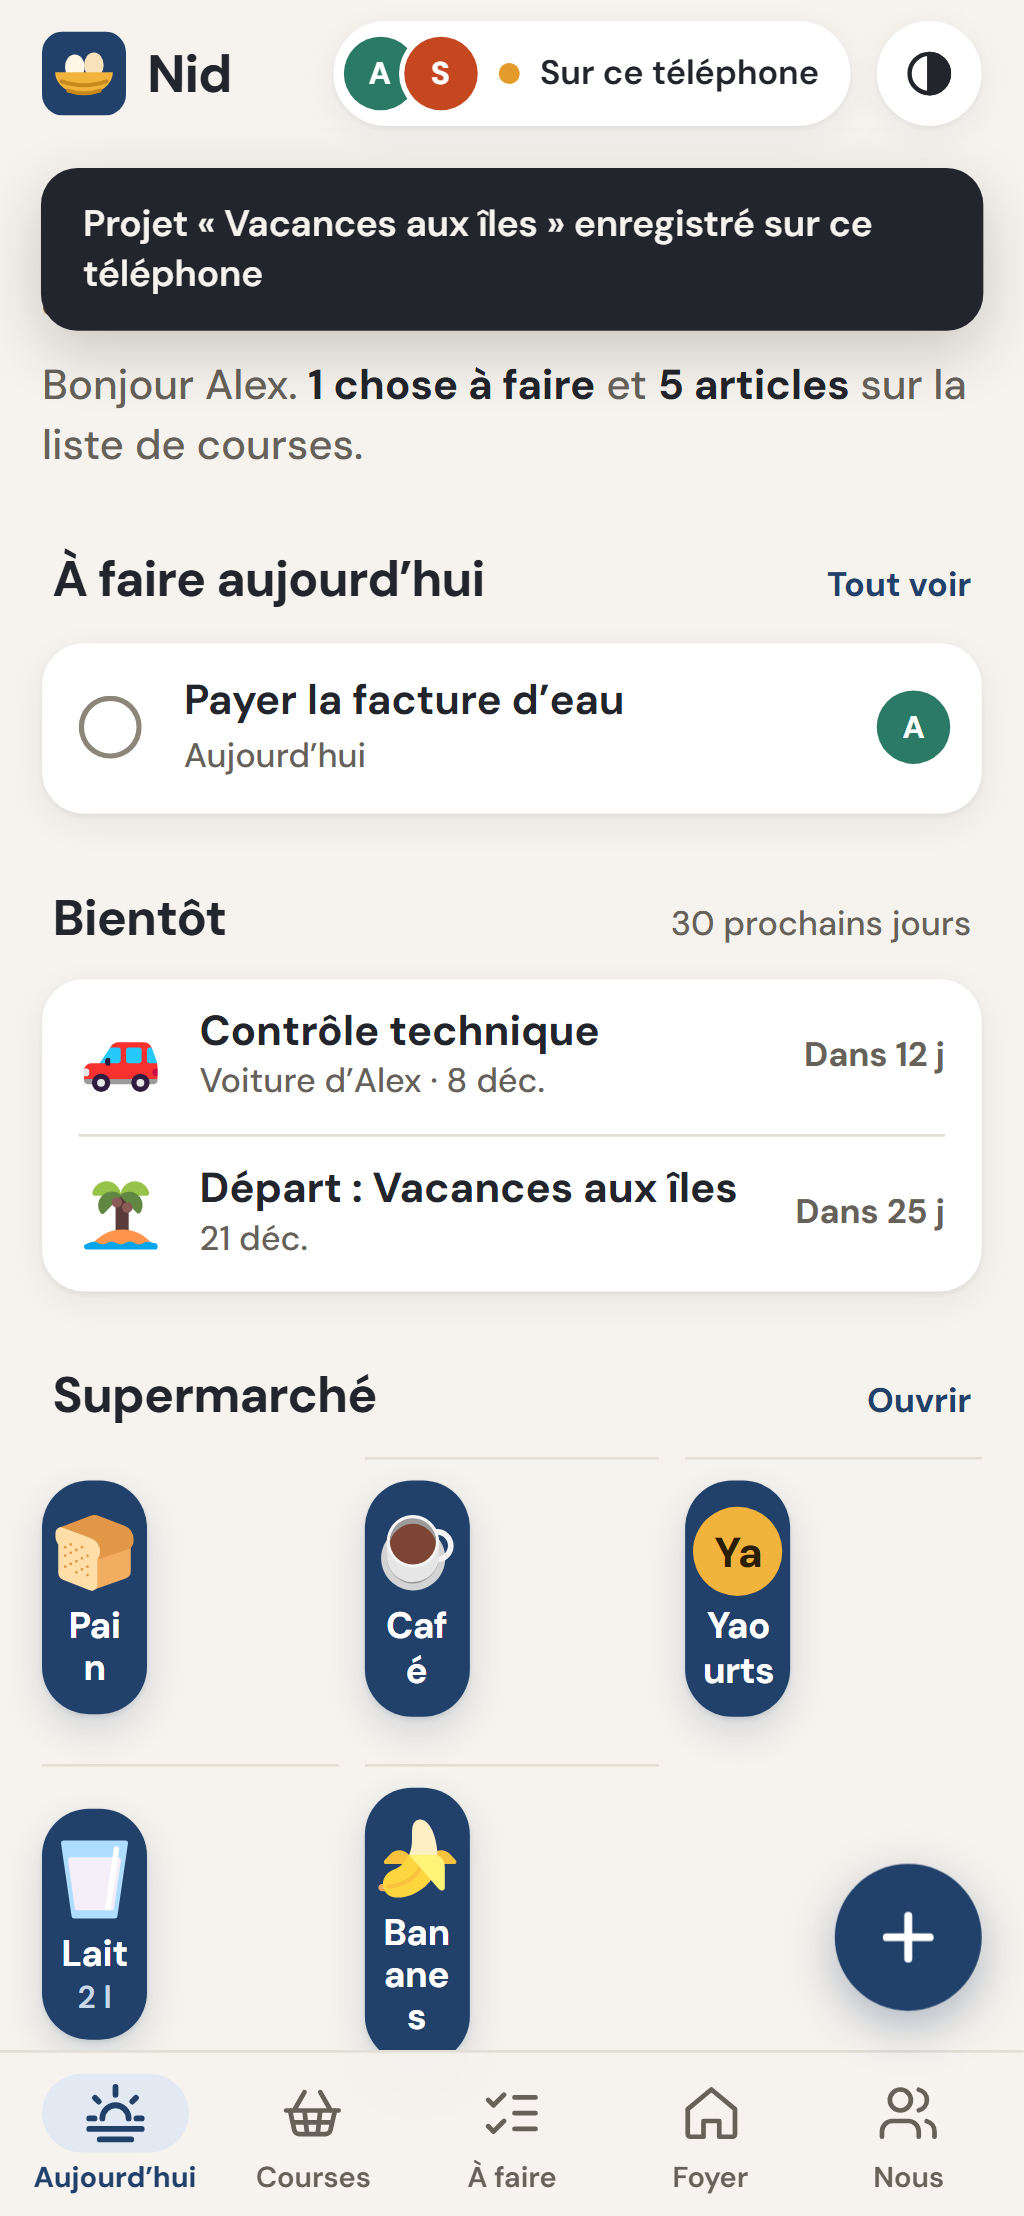 Nid
A S Sur ce téléphone
Projet « Vacances aux îles » enregistré sur ce
téléphone
Bonjour Alex. 1 chose à faire et 5 articles sur la
liste de courses.
À faire aujourd’hui Tout voir
Payer la facture d’eau
Aujourd’hui
A
Bientôt 30 prochains jours
Contrôle technique
Voiture d’Alex · 8 déc.
Dans 12 j
Départ : Vacances aux îles
21 déc.
Dans 25 j
Supermarché Ouvrir
Pai
n
Caf
é
Ya
Yao
urts
Lait
2 l
Ban
ane
s
Aujourd’hui Courses À faire Foyer Nous